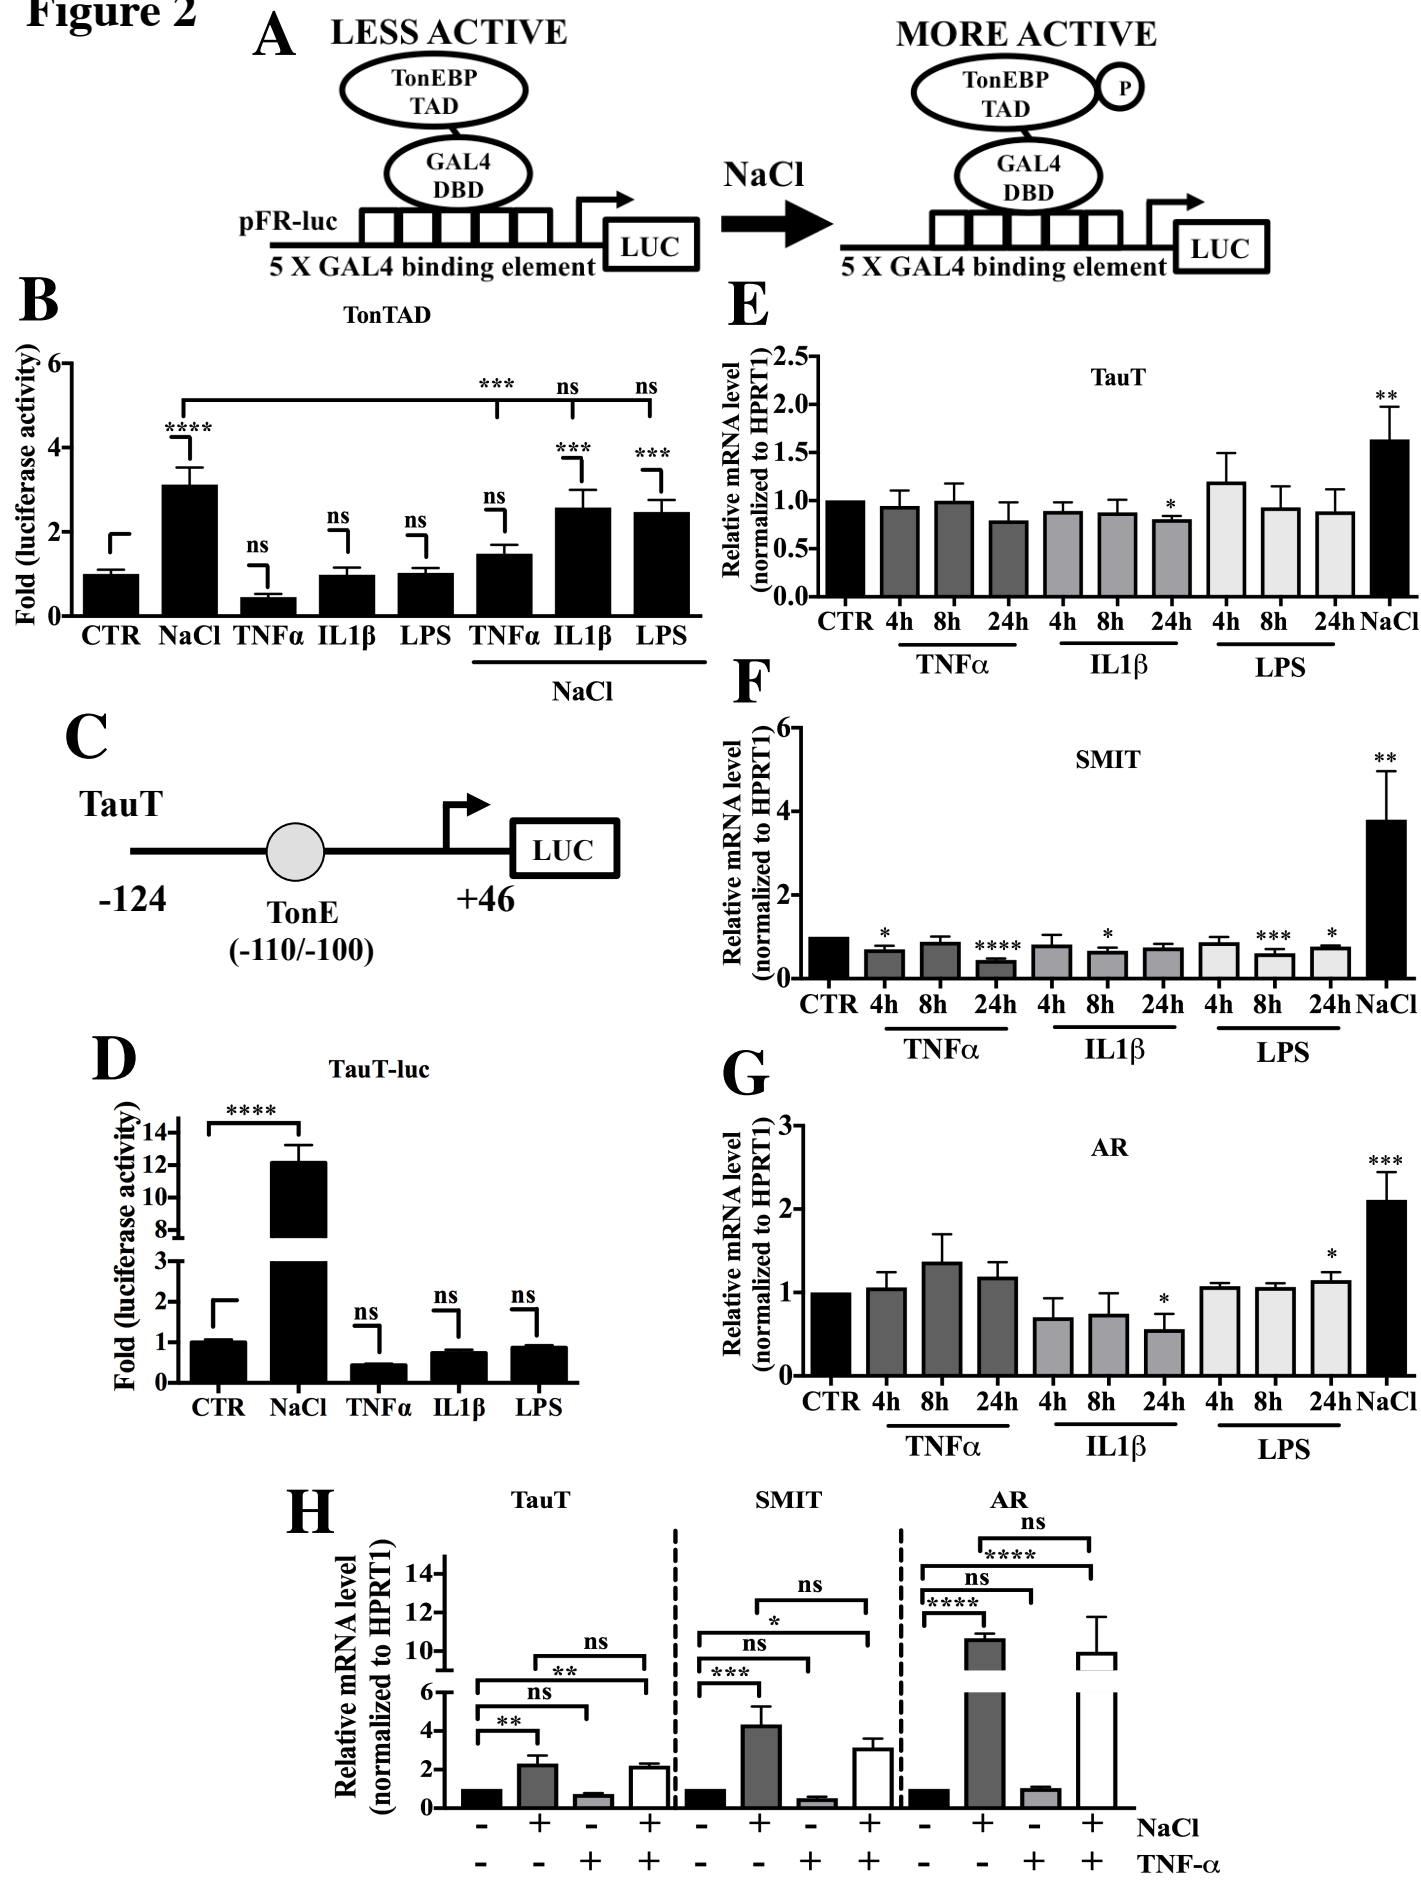 Figure 2
A
LESS ACTIVE
TonEBP
TAD
GAL4
DBD
pFR-luc
LUC
5 X GAL4 binding element
NaCl
MORE ACTIVE
TonEBP
TAD
P
GAL4
DBD
LUC
5 X GAL4 binding element
B
TonTAD
Fold (luciferase activity)
6
4
2
0
**** ns ns ns ns *** ***
*** ns ns
CTR NaCl TNFα IL1β LPS TNFα IL1β LPS
NaCl
C
TauT
LUC
-124
+46
TonE
(-110/-100)
D
TauT-luc
Fold (luciferase activity)
14
12
10
8
3
2
1
0
****
ns ns ns
CTR NaCl TNFα IL1β LPS
E
TauT
Relative mRNA level
(normalized to HPRT1)
2.5
2.0
1.5
1.0
0.5
0.0
* **
CTR 4h 8h 24h 4h 8h 24h 4h 8h 24h NaCl
TNFα IL1β LPS
F
SMIT
Relative mRNA level
(normalized to HPRT1)
6
4
2
0
* **** * *** * **
CTR 4h 8h 24h 4h 8h 24h 4h 8h 24h NaCl
TNFα IL1β LPS
G
AR
Relative mRNA level
(normalized to HPRT1)
3
2
1
0
* * ***
CTR 4h 8h 24h 4h 8h 24h 4h 8h 24h NaCl
TNFα IL1β LPS
H
TauT SMIT AR
Relative mRNA level
(normalized to HPRT1)
14
12
10
6
4
2
0
ns
**
ns
**
ns
*
ns
***
ns
****
ns
****
- + - + - + - + - + - + NaCl
- - + + - - + + - - + + TNF-α